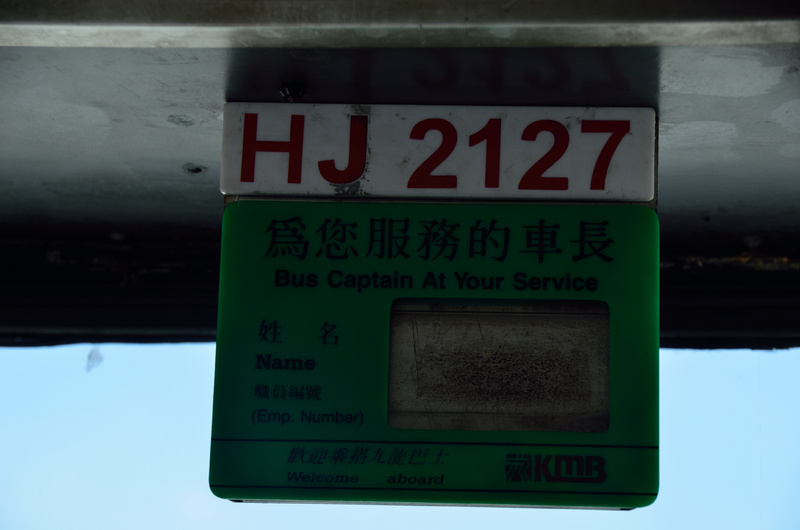 HJ 2127
為您服務的車長
Bus Captain At Your Service
姓 名
Name
職員編號
(Emp. Number)
歡迎乘搭九龍巴士
Welcome aboard
KMB